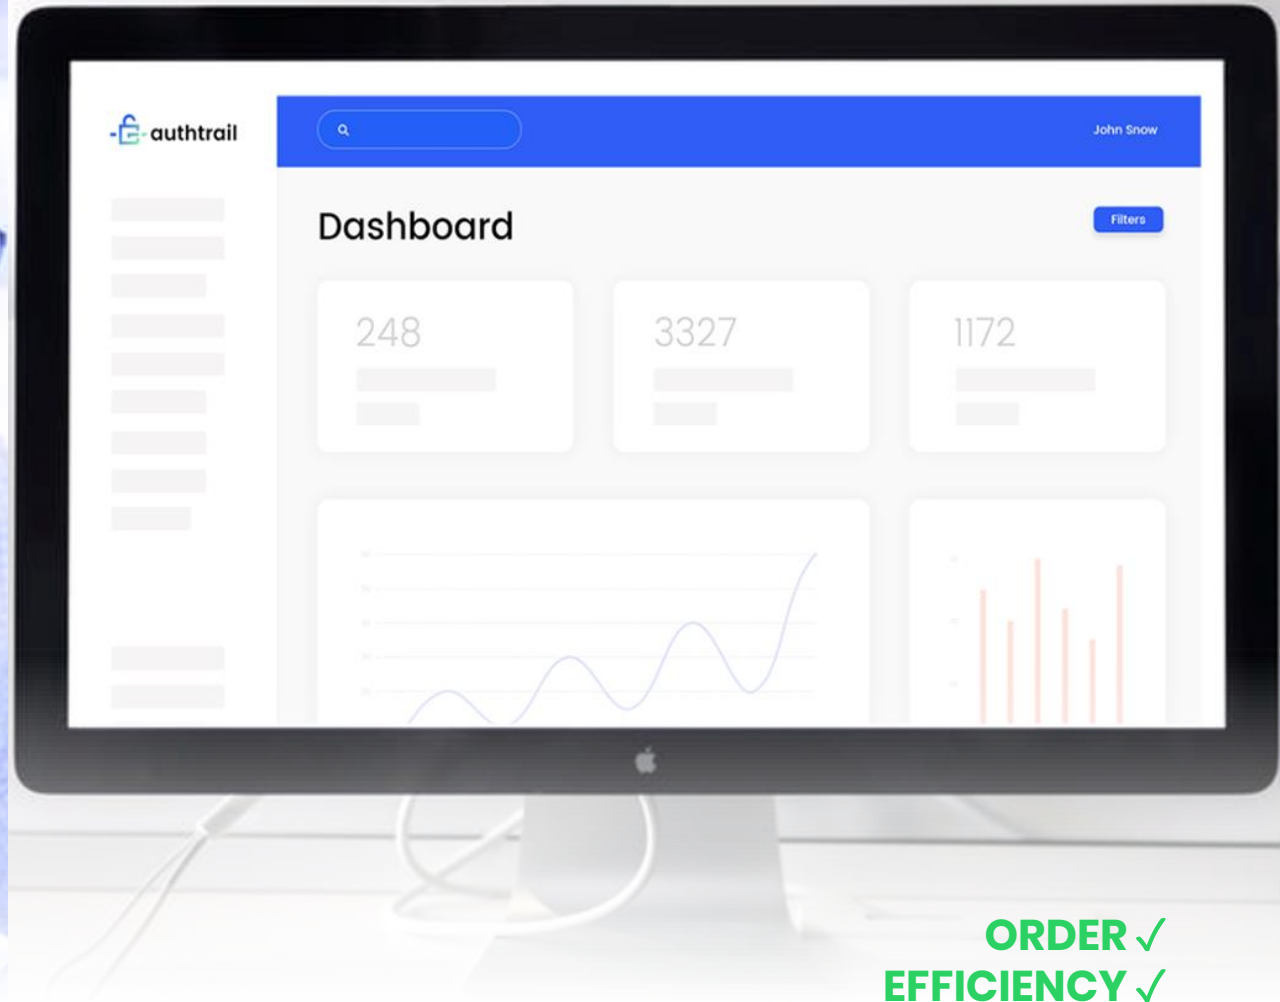 authtrail
John Snow
Dashboard
Filters
248
3327
1172
ORDER ✓
EFFICIENCY ✓